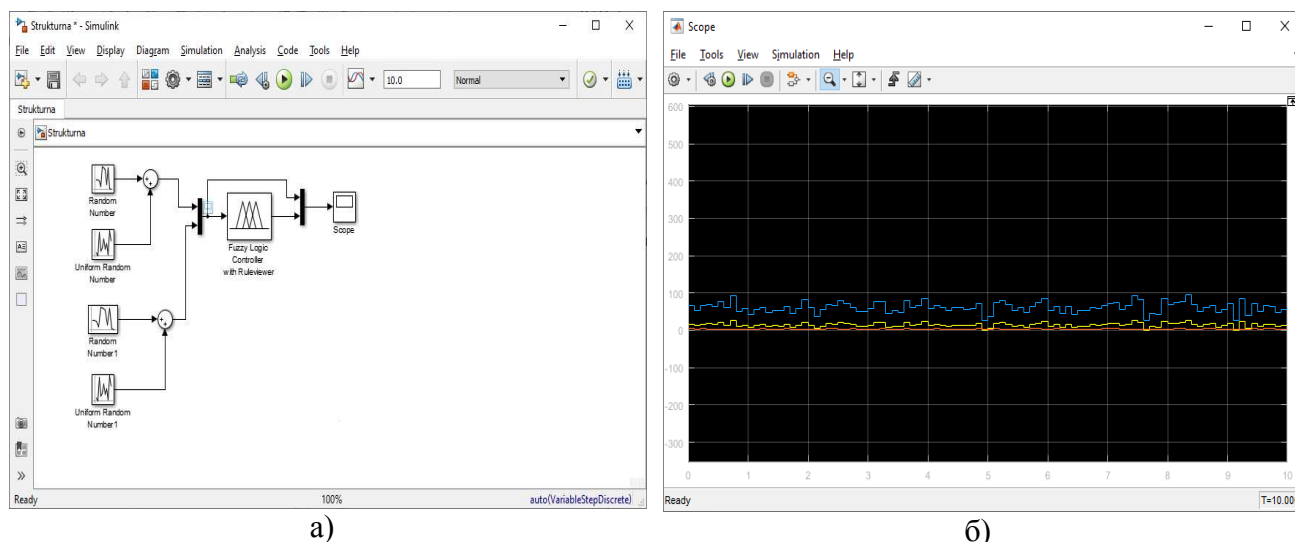 Strukturna * - Simulink
File Edit View Display Diagram Simulation Analysis Code Tools Help
10.0
Normal
Strukturna
Strukturna
Random
Number
Uniform Random
Number
Random
Number1
Uniform Random
Number1
Fuzzy Logic
Controller
with Ruleviewer
Scope
Ready
100%
auto(VariableStepDiscrete)
а)
Scope
File Tools View Simulation Help
600
500
400
300
200
100
0
-100
-200
-300
0 1 2 3 4 5 6 7 8 9 10
Ready
T=10.00
б)